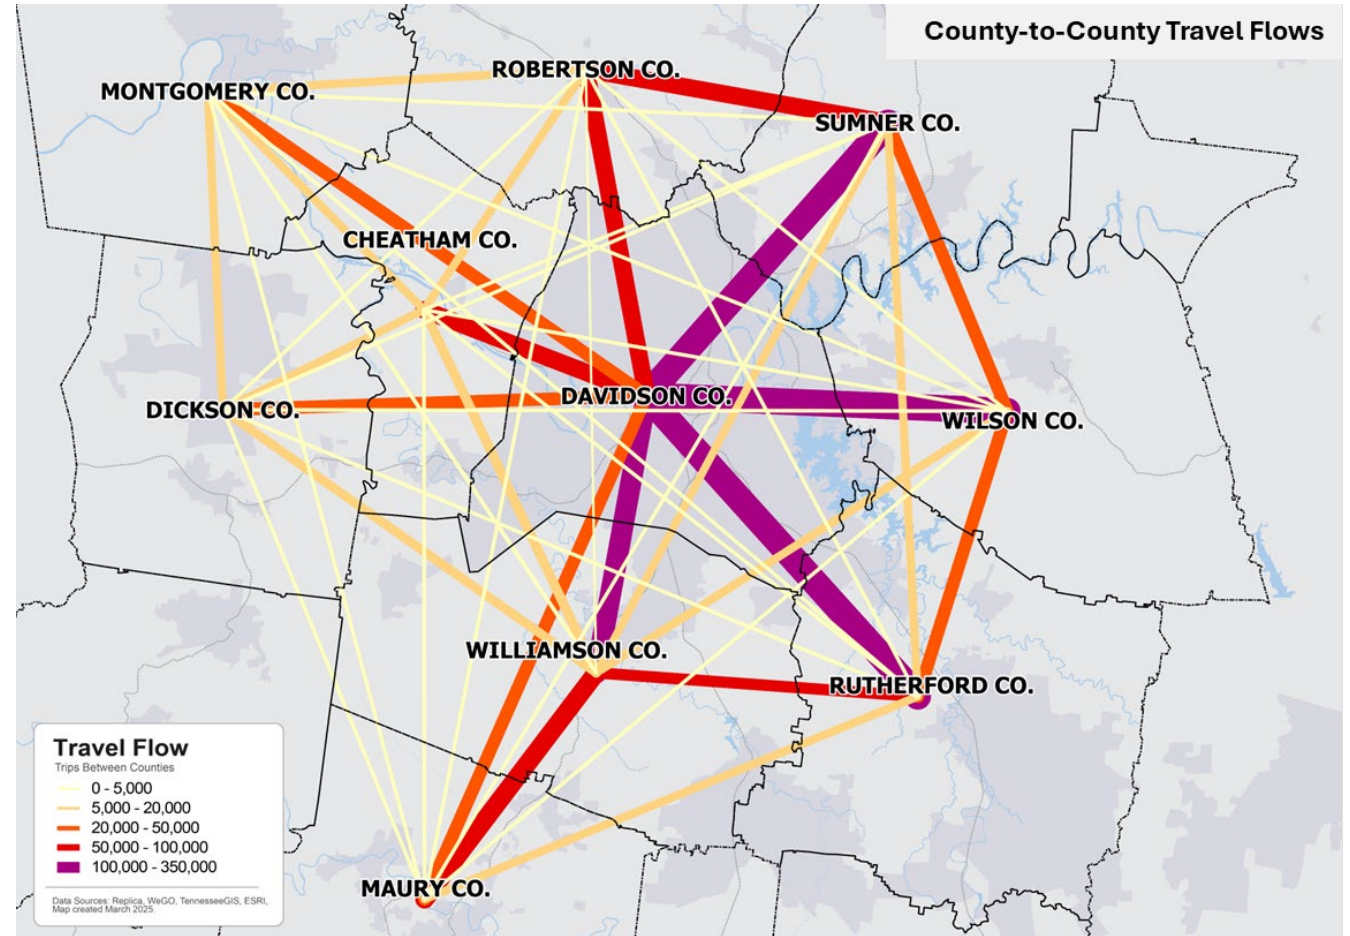 County-to-County Travel Flows
ROBERTSON CO.
MONTGOMERY CO.
SUMNER CO.
CHEATHAM CO.
DAVIDSON CO.
DICKSON CO.
WILSON CO.
WILLIAMSON CO.
RUTHERFORD CO.
MAURY CO.
Travel Flow
Trips Between Counties
0 - 5,000
5,000 - 20,000
20,000 - 50,000
50,000 - 100,000
100,000 - 350,000
Data Sources: Replica, WeGO, TennesseeGIS, ESRI,
Map created March 2025.